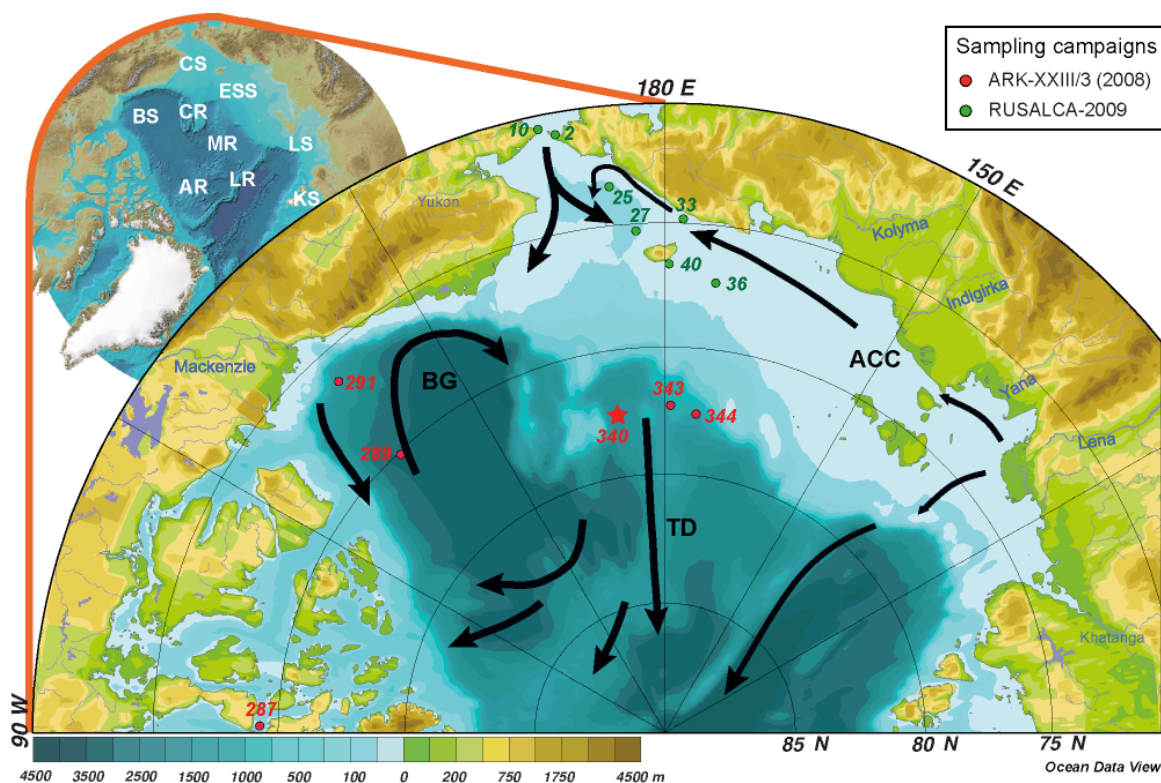 CS
ESS
BS
CR
MR
LS
AR
LR
KS
Sampling campaigns
ARK-XXIII/3 (2008)
RUSALCA-2009
180 E
150 E
10
2
25
33
27
40
36
Yukon
Kolyma
Indigirka
Yana
Lena
Mackenzie
ACC
BG
291
289
343
344
340
TD
Khatanga
287
90 W
85 N
80 N
75 N
4500
3500
2500
1500
1000
500
100
0
200
750
1750
4500 m
Ocean Data View